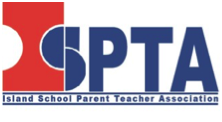 ISPTA
Island School Parent Teacher Association